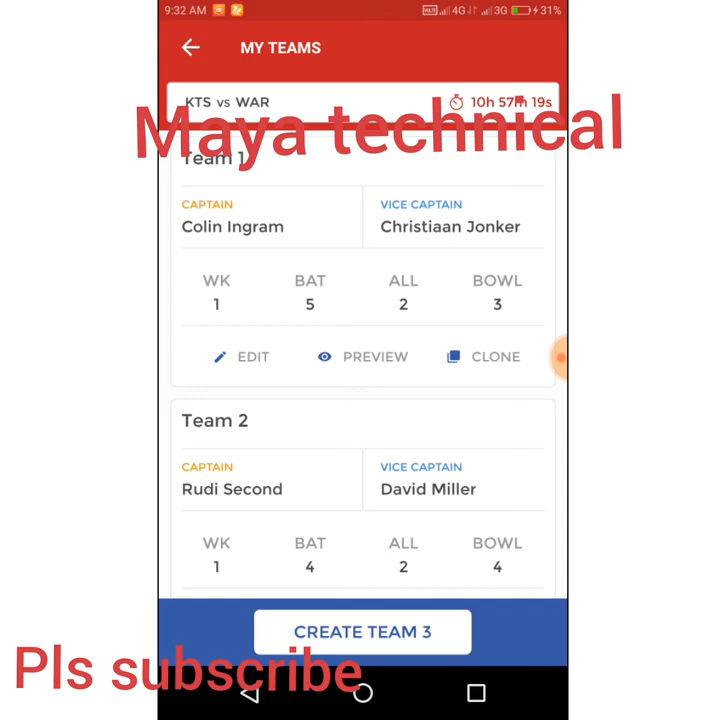 9:32 AM 4G 3G 31%
MY TEAMS
KTS vs WAR 10h 57m 19s
Maya technical
Team 1
CAPTAIN VICE CAPTAIN
Colin Ingram Christiaan Jonker
WK BAT ALL BOWL
1 5 2 3
EDIT PREVIEW CLONE
Team 2
CAPTAIN VICE CAPTAIN
Rudi Second David Miller
WK BAT ALL BOWL
1 4 2 4
CREATE TEAM 3
Pls subscribe